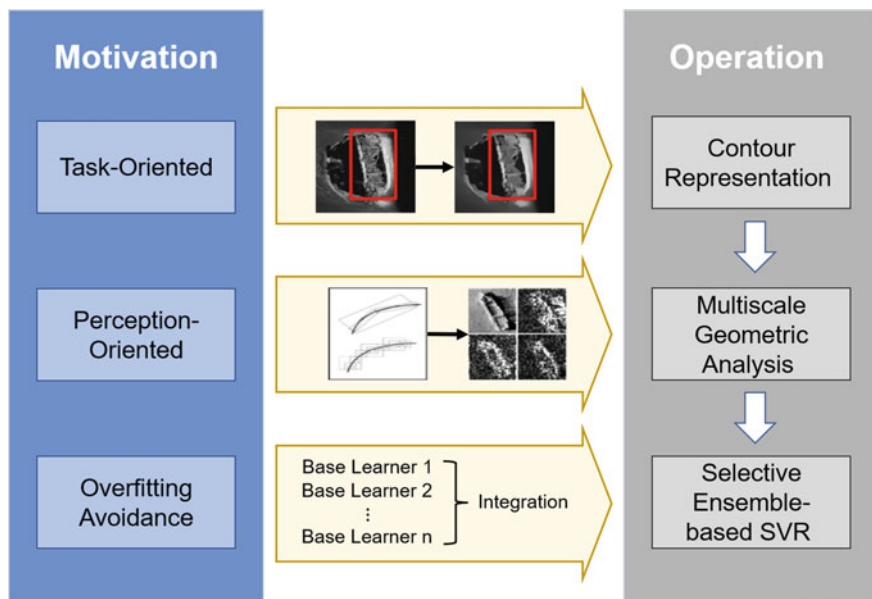 Motivation
Operation
Task-Oriented
Contour
Representation
Perception-
Oriented
Multiscale
Geometric
Analysis
Overfitting
Avoidance
Base Learner 1
Base Learner 2
⋮
Base Learner n
Integration
Selective
Ensemble-
based SVR